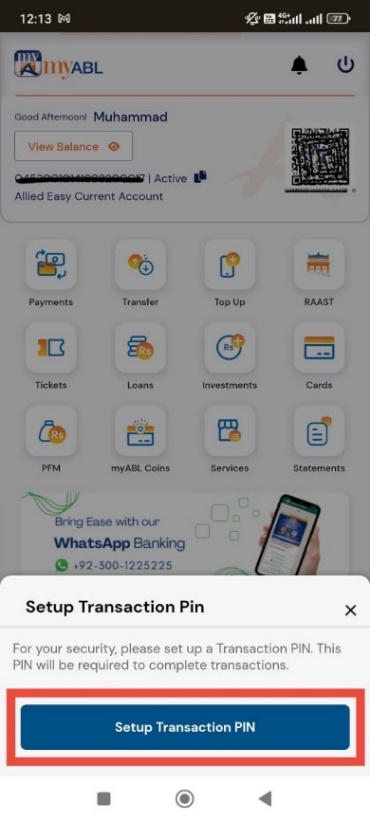 12:13
4G+
77
myABL
Good Afternoon! Muhammad
View Balance
| Active
Allied Easy Current Account
Payments Transfer Top Up RAAST
Tickets Loans Investments Cards
PFM myABL Coins Services Statements
Bring Ease with our
WhatsApp Banking
+92-300-1225225
Setup Transaction Pin
For your security, please set up a Transaction PIN. This
PIN will be required to complete transactions.
Setup Transaction PIN